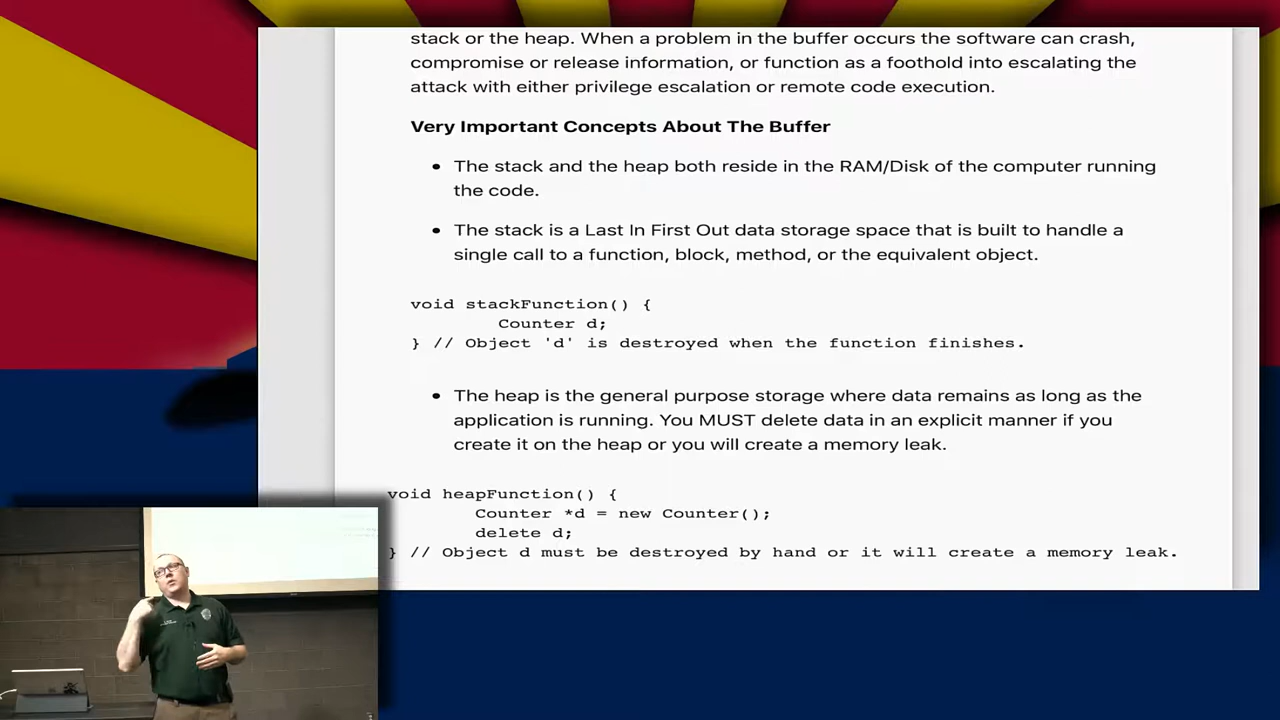 stack or the heap. When a problem in the buffer occurs the software can crash,
compromise or release information, or function as a foothold into escalating the
attack with either privilege escalation or remote code execution.
Very Important Concepts About The Buffer
• The stack and the heap both reside in the RAM/Disk of the computer running
the code.
• The stack is a Last In First Out data storage space that is built to handle a
single call to a function, block, method, or the equivalent object.
void stackFunction() {
Counter d;
} // Object 'd' is destroyed when the function finishes.
• The heap is the general purpose storage where data remains as long as the
application is running. You MUST delete data in an explicit manner if you
create it on the heap or you will create a memory leak.
void heapFunction() {
Counter *d = new Counter();
delete d;
} // Object d must be destroyed by hand or it will create a memory leak.